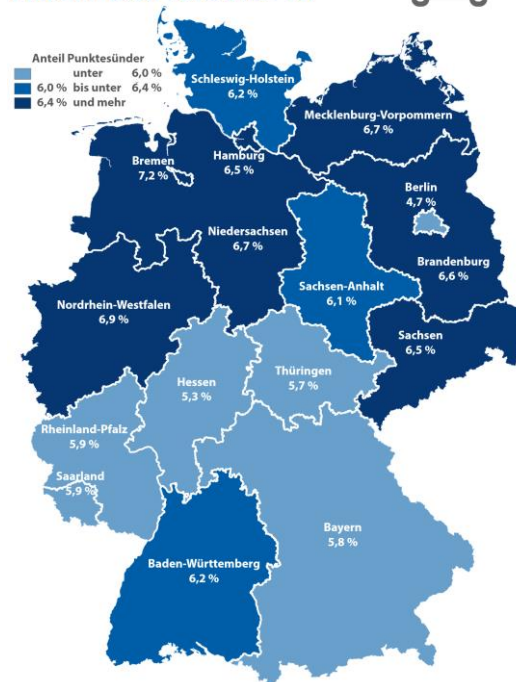 Anteil Punktesünder
unter 6,0 %
6,0 % bis unter 6,4 %
6,4 % und mehr
Schleswig-Holstein
6,2 %
Mecklenburg-Vorpommern
6,7 %
Hamburg
6,5 %
Bremen
7,2 %
Berlin
4,7 %
Niedersachsen
6,7 %
Brandenburg
6,6 %
Sachsen-Anhalt
6,1 %
Nordrhein-Westfalen
6,9 %
Sachsen
6,5 %
Thüringen
5,7 %
Hessen
5,3 %
Rheinland-Pfalz
5,9 %
Saarland
5,9 %
Bayern
5,8 %
Baden-Württemberg
6,2 %